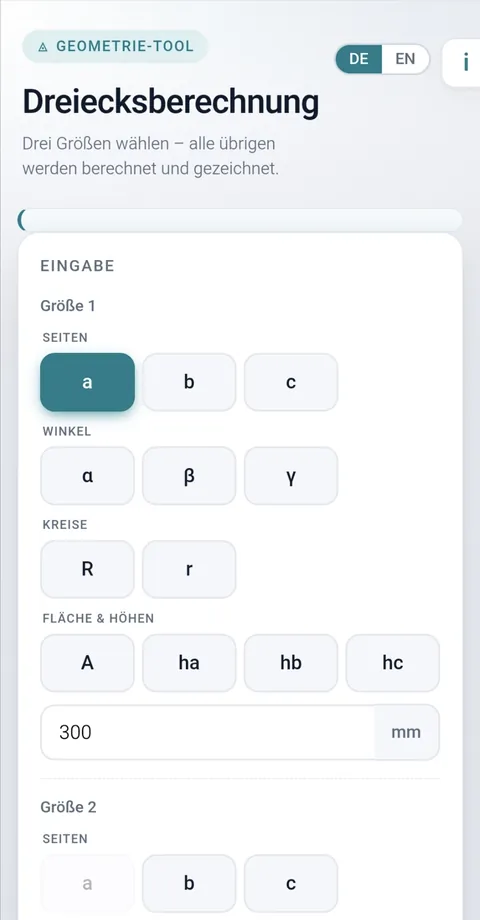 ◬ GEOMETRIE-TOOL
DE EN
i
Dreiecksberechnung
Drei Größen wählen – alle übrigen
werden berechnet und gezeichnet.
EINGABE
Größe 1
SEITEN
a b c
WINKEL
α β γ
KREISE
R r
FLÄCHE & HÖHEN
A ha hb hc
300 mm
Größe 2
SEITEN
a b c